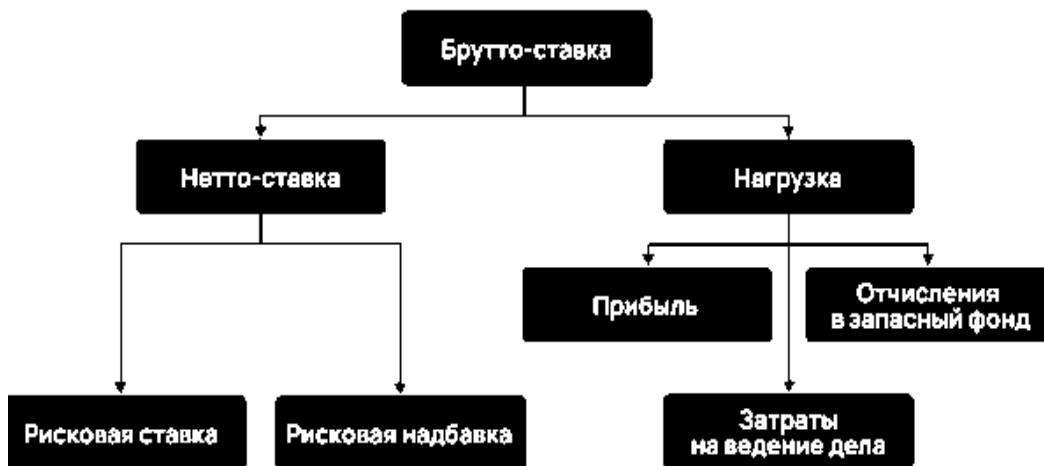 Брутто-ставка
Нетто-ставка
Нагрузка
Прибыль
Отчисления
в запасный фонд
Рисковая ставка
Рисковая надбавка
Затраты
на ведение дела